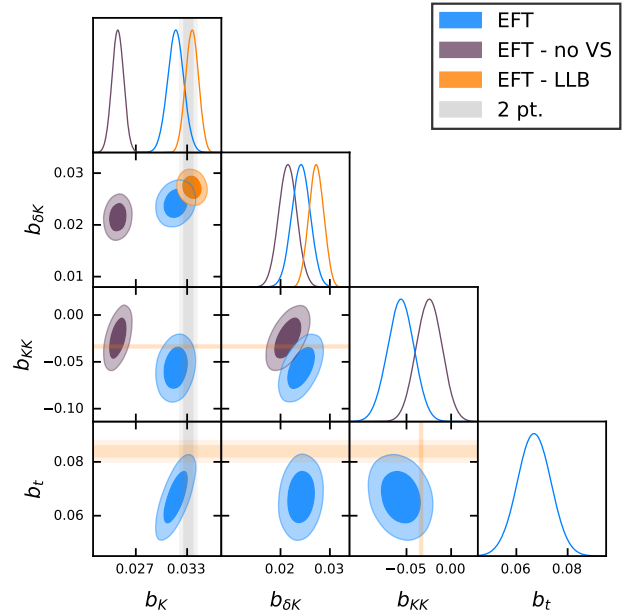 EFT
EFT - no VS
EFT - LLB
2 pt.
0.03
0.02
0.01
b_δK
0.00
−0.05
−0.10
b_KK
0.08
0.06
b_t
0.027 0.033 0.02 0.03 −0.05 0.00 0.06 0.08
b_K b_δK b_KK b_t